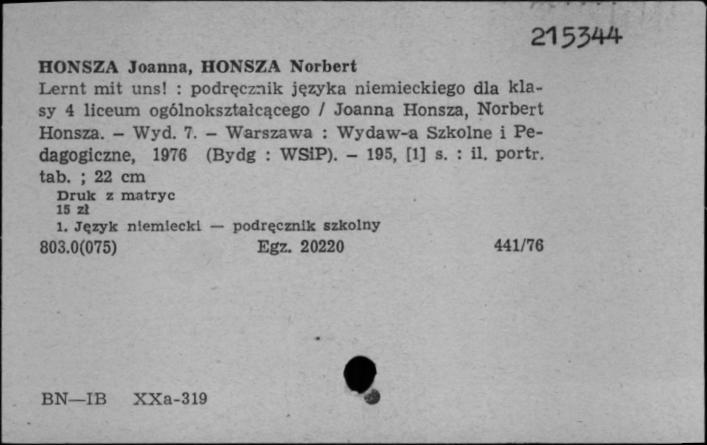 215344
HONSZA Joanna, HONSZA Norbert
Lernt mit uns! : podręcznik języka niemieckiego dla kla-
sy 4 liceum ogólnokształcącego / Joanna Honsza, Norbert
Honsza. — Wyd. 7. — Warszawa : Wydaw-a Szkolne i Pe-
dagogiczne, 1976 (Bydg : WSiP). — 195, [1] s. : il. portr.
tab. ; 22 cm
Druk z matryc
15 zł
1. Język niemiecki — podręcznik szkolny
803.0(075) Egz. 20220 441/76
BN—IB XXa-319